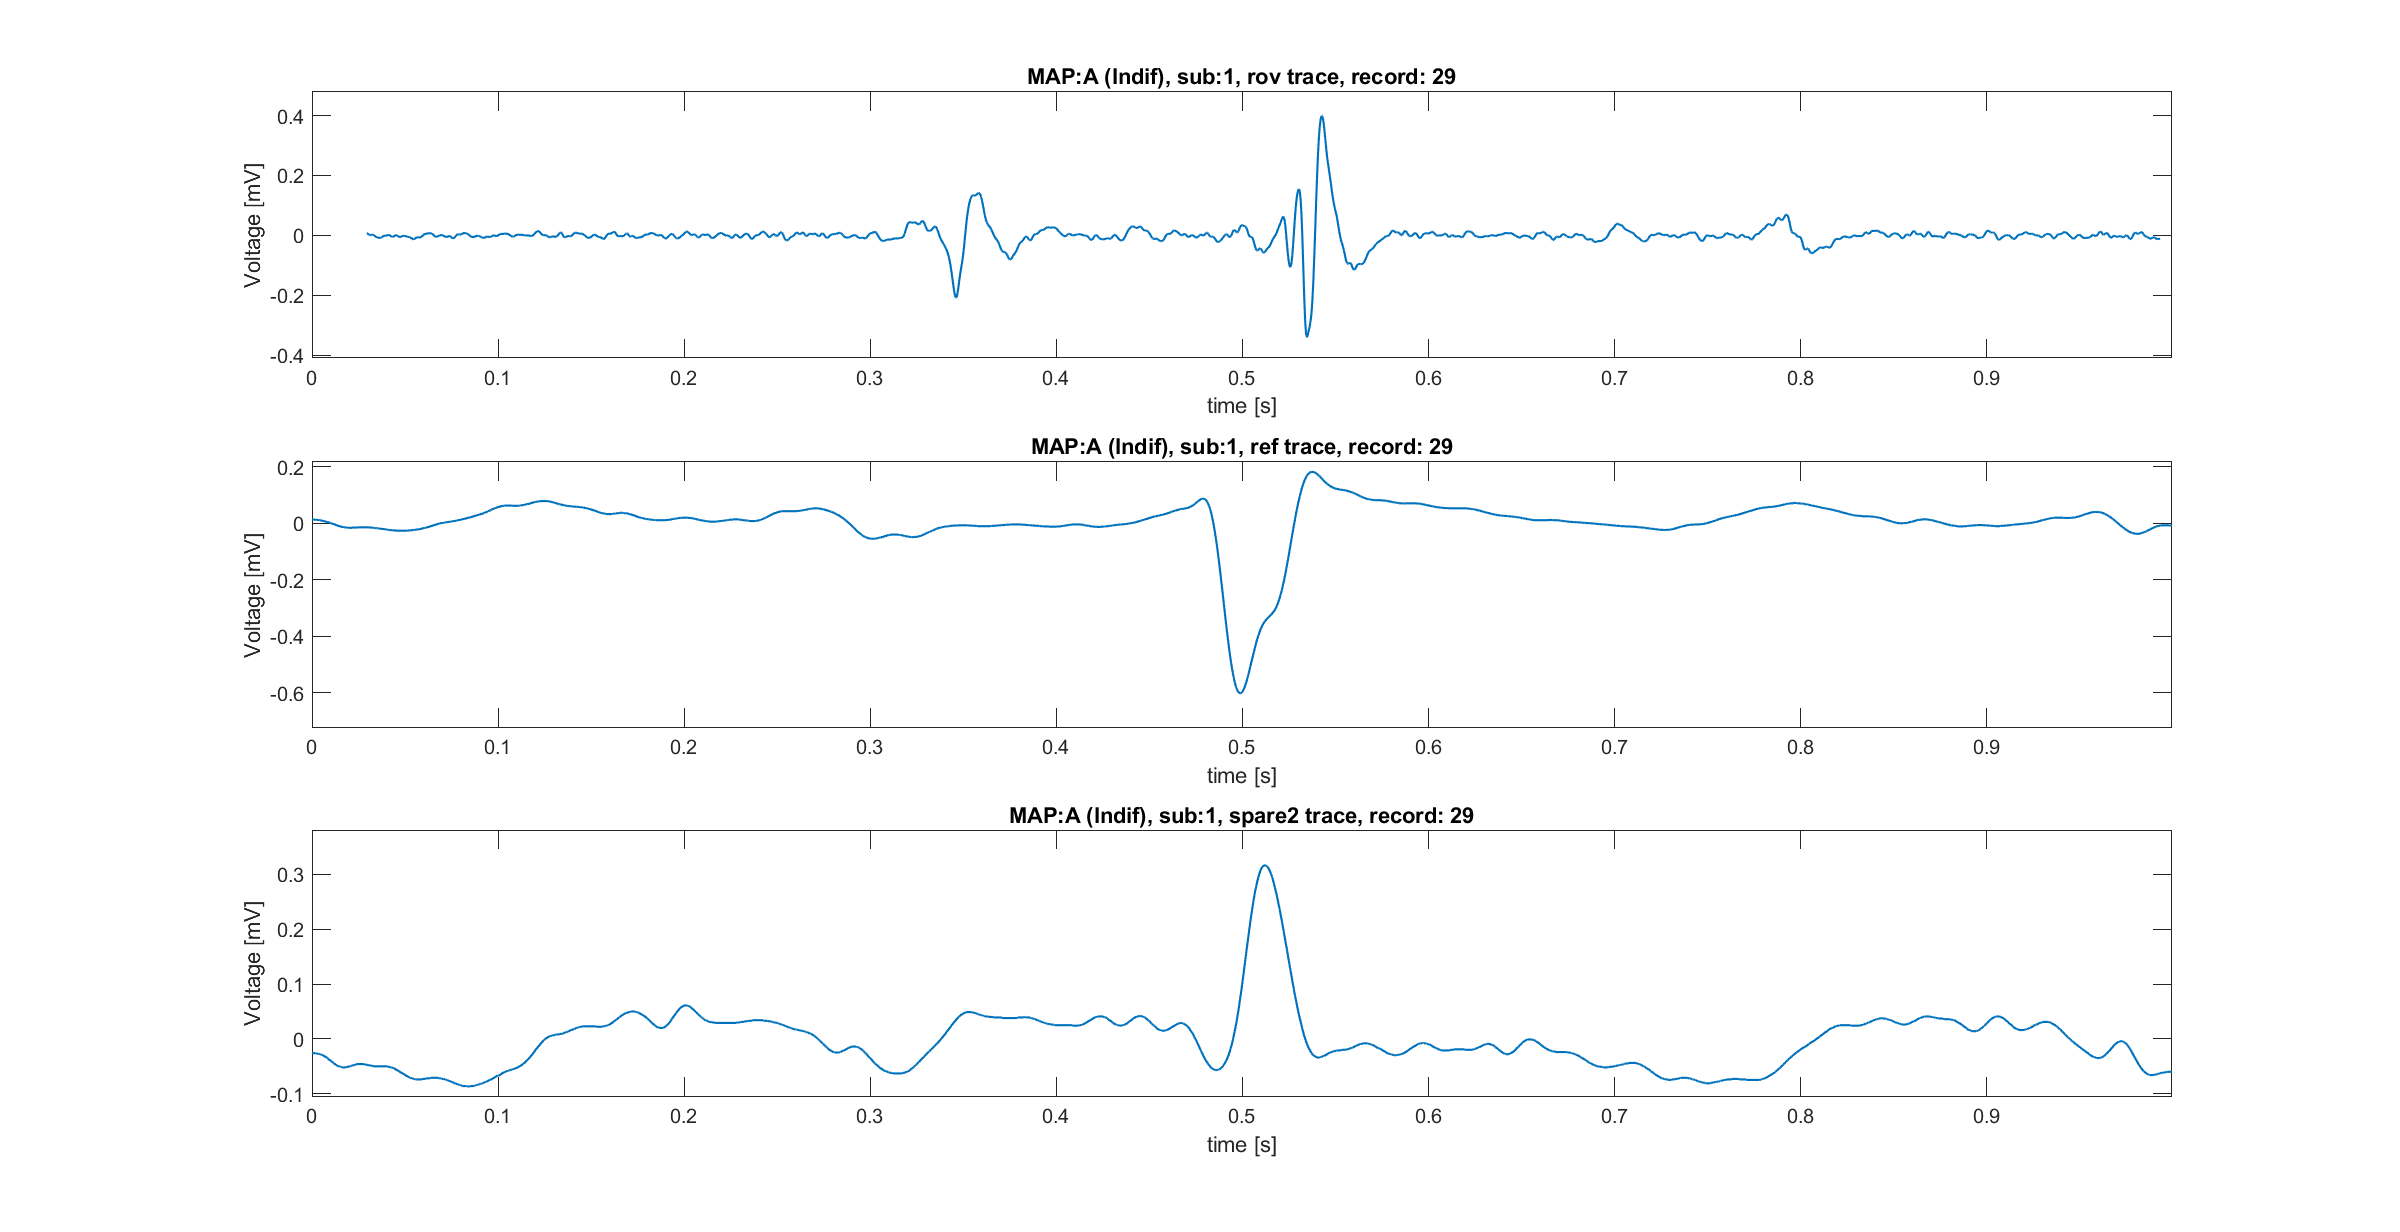 MAP:A (Indif), sub:1, rov trace, record: 29
Voltage [mV]
0.4
0.2
0
-0.2
-0.4
0 0.1 0.2 0.3 0.4 0.5 0.6 0.7 0.8 0.9
time [s]
MAP:A (Indif), sub:1, ref trace, record: 29
Voltage [mV]
0.2
0
-0.2
-0.4
-0.6
0 0.1 0.2 0.3 0.4 0.5 0.6 0.7 0.8 0.9
time [s]
MAP:A (Indif), sub:1, spare2 trace, record: 29
Voltage [mV]
0.3
0.2
0.1
0
-0.1
0 0.1 0.2 0.3 0.4 0.5 0.6 0.7 0.8 0.9
time [s]